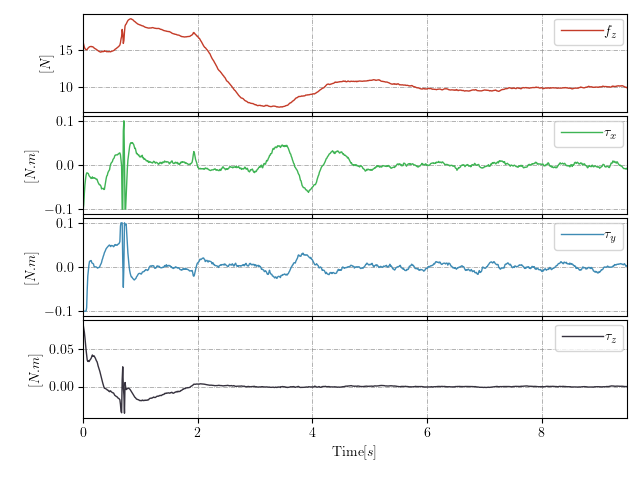 f_z
15
10
[N]
τ_x
0.1
0.0
−0.1
[N.m]
τ_y
0.1
0.0
−0.1
[N.m]
τ_z
0.05
0.00
[N.m]
0 2 4 6 8
Time[s]